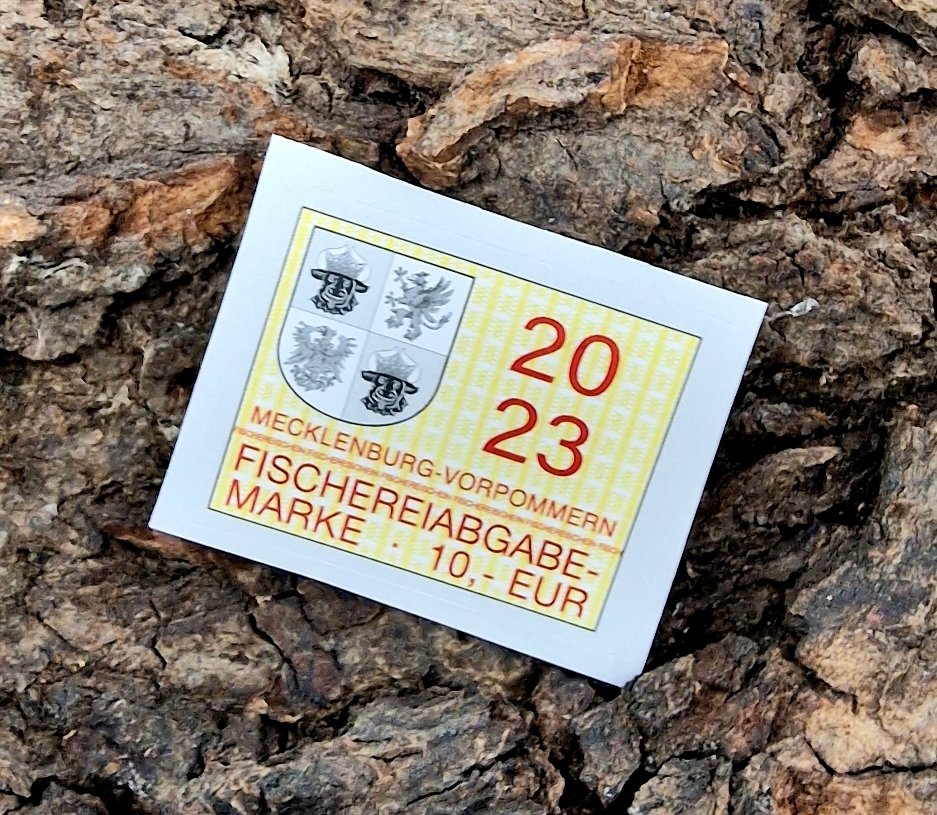 20
23
MECKLENBURG-VORPOMMERN
FISCHEREIABGABE-
MARKE · 10,- EUR